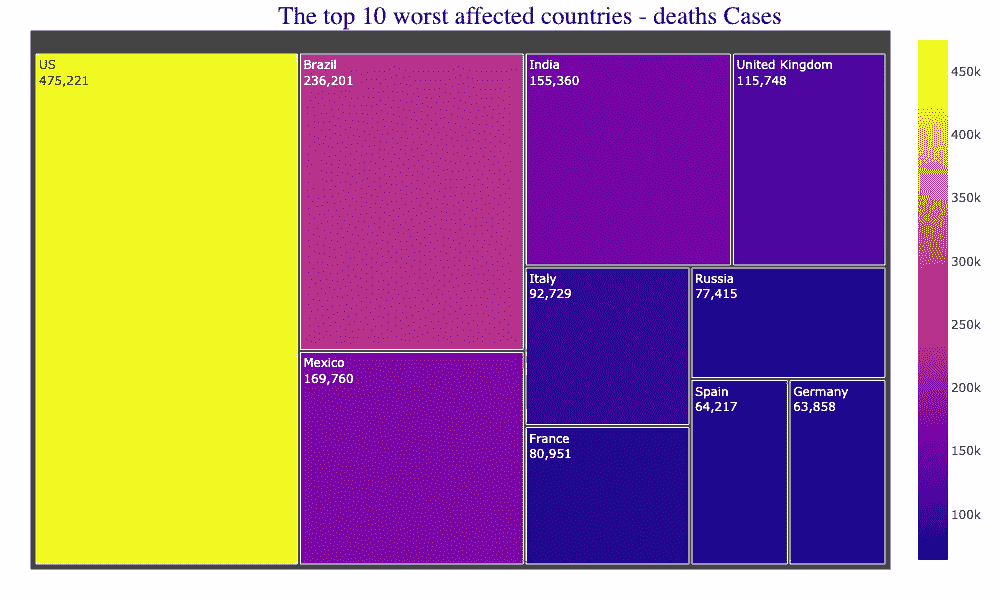 The top 10 worst affected countries - deaths Cases
US
475,221
Brazil
236,201
Mexico
169,760
India
155,360
United Kingdom
115,748
Italy
92,729
France
80,951
Russia
77,415
Spain
64,217
Germany
63,858
450k
400k
350k
300k
250k
200k
150k
100k